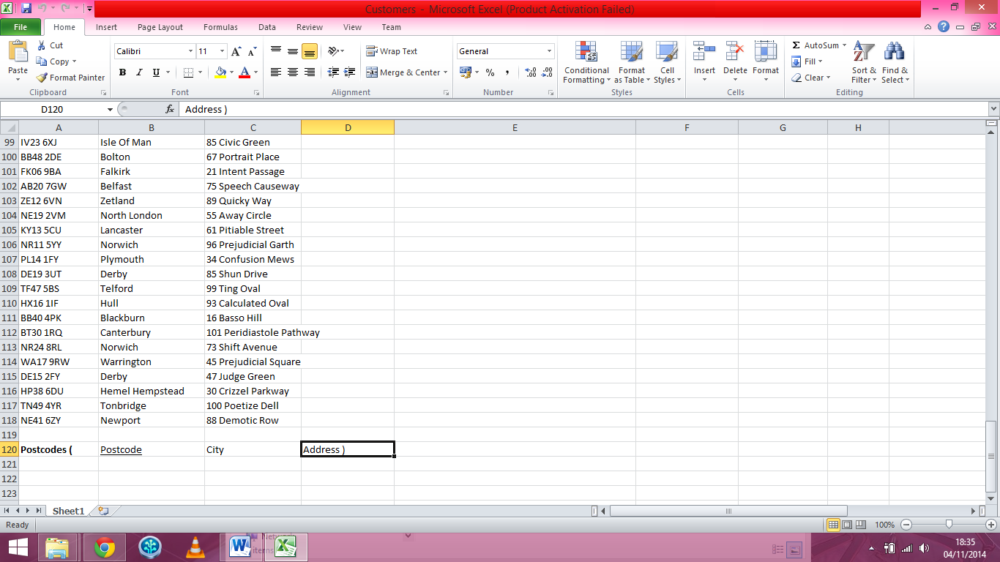 Customers - Microsoft Excel (Product Activation Failed)
File Home Insert Page Layout Formulas Data Review View Team
Paste Cut Copy Format Painter Clipboard
Calibri 11 A A B I U A Font
Wrap Text Merge & Center Alignment
General % , .00 .0 Number
Conditional Formatting Format as Table Cell Styles Styles
Insert Delete Format Cells
Σ AutoSum Fill Clear Sort & Filter Find & Select Editing
D120 fx Address )
A B C D E F G H
99 IV23 6XJ Isle Of Man 85 Civic Green
100 BB48 2DE Bolton 67 Portrait Place
101 FK06 9BA Falkirk 21 Intent Passage
102 AB20 7GW Belfast 75 Speech Causeway
103 ZE12 6VN Zetland 89 Quicky Way
104 NE19 2VM North London 55 Away Circle
105 KY13 5CU Lancaster 61 Pitiable Street
106 NR11 5YY Norwich 96 Prejudicial Garth
107 PL14 1FY Plymouth 34 Confusion Mews
108 DE19 3UT Derby 85 Shun Drive
109 TF47 5BS Telford 99 Ting Oval
110 HX16 1IF Hull 93 Calculated Oval
111 BB40 4PK Blackburn 16 Basso Hill
112 BT30 1RQ Canterbury 101 Peridiastole Pathway
113 NR24 8RL Norwich 73 Shift Avenue
114 WA17 9RW Warrington 45 Prejudicial Square
115 DE15 2FY Derby 47 Judge Green
116 HP38 6DU Hemel Hempstead 30 Crizzel Parkway
117 TN49 4YR Tonbridge 100 Poetize Dell
118 NE41 6ZY Newport 88 Demotic Row
119
120 Postcodes ( Postcode City Address )
121
122
123
Sheet1
Ready 100%
items
18:35
04/11/2014